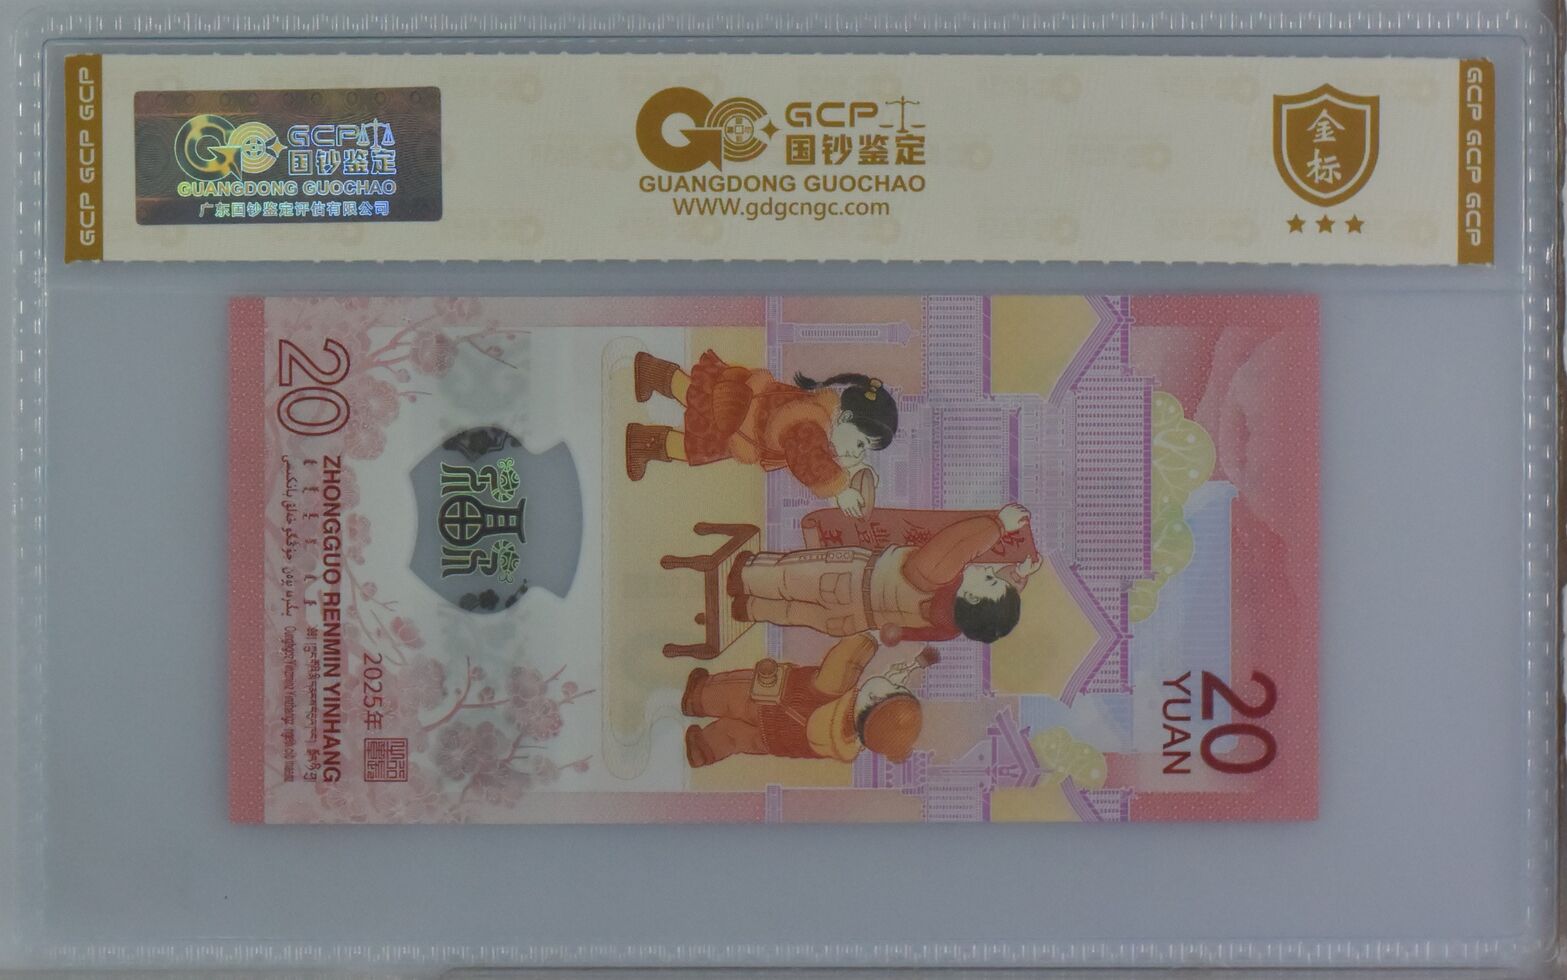 GCP GCP GCP
GCP
国钞鉴定
GUANGDONG GUOCHAO
广东国钞鉴定评估有限公司
GCP
国钞鉴定
GUANGDONG GUOCHAO
WWW.gdgcngc.com
金标
GCP GCP GCP
20
ZHONGGUO RENMIN YINHANG
2025年
20
YUAN